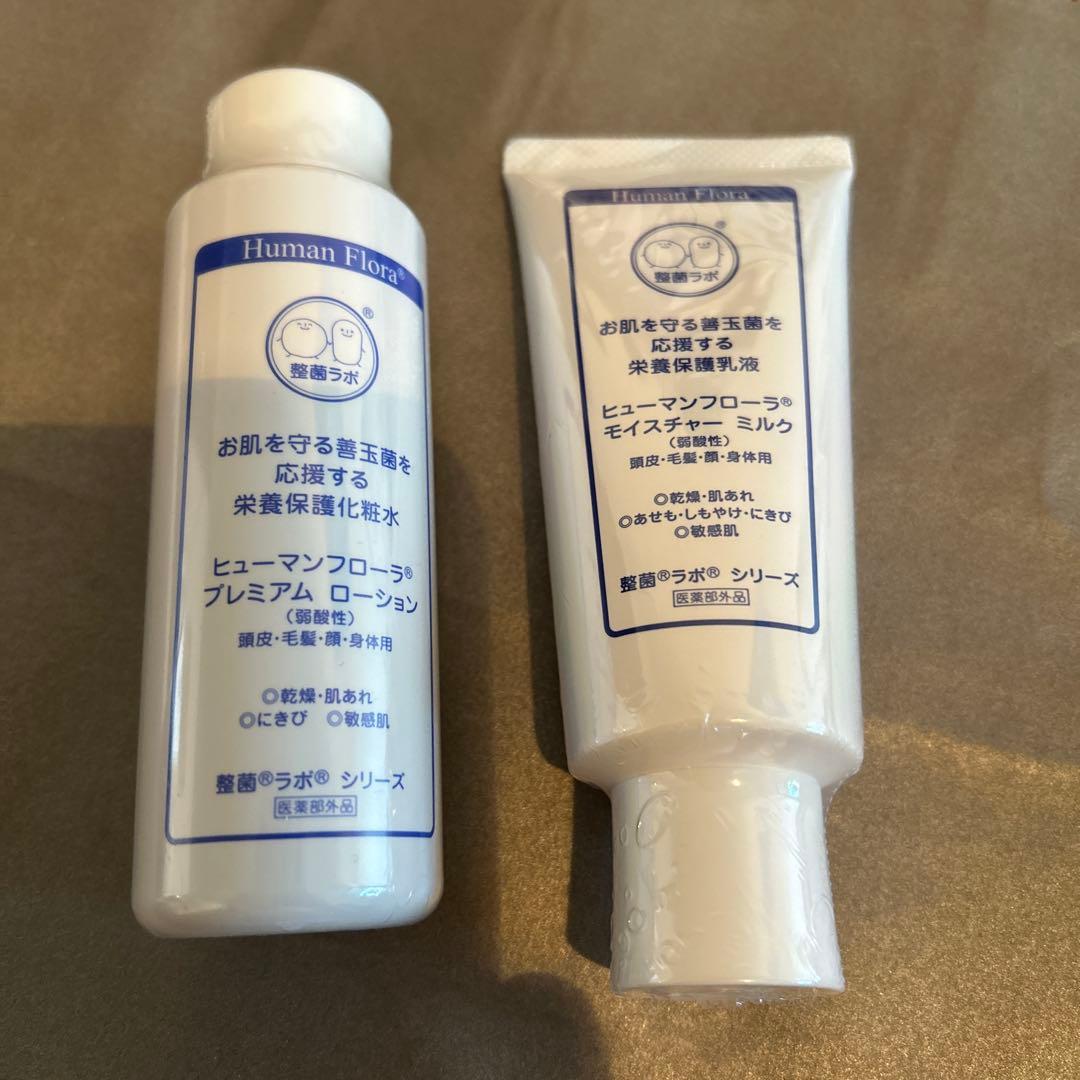 Human Flora®
®
整菌ラボ
お肌を守る善玉菌を
応援する
栄養保護化粧水
ヒューマンフローラ®
プレミアム ローション
(弱酸性)
頭皮・毛髪・顔・身体用
◎乾燥・肌あれ
◎にきび ◎敏感肌
整菌®ラボ® シリーズ
医薬部外品
Human Flora
®
整菌ラボ
お肌を守る善玉菌を
応援する
栄養保護乳液
ヒューマンフローラ®
モイスチャー ミルク
(弱酸性)
頭皮・毛髪・顔・身体用
◎乾燥・肌あれ
◎あせも・しもやけ・にきび
◎敏感肌
整菌®ラボ® シリーズ
医薬部外品